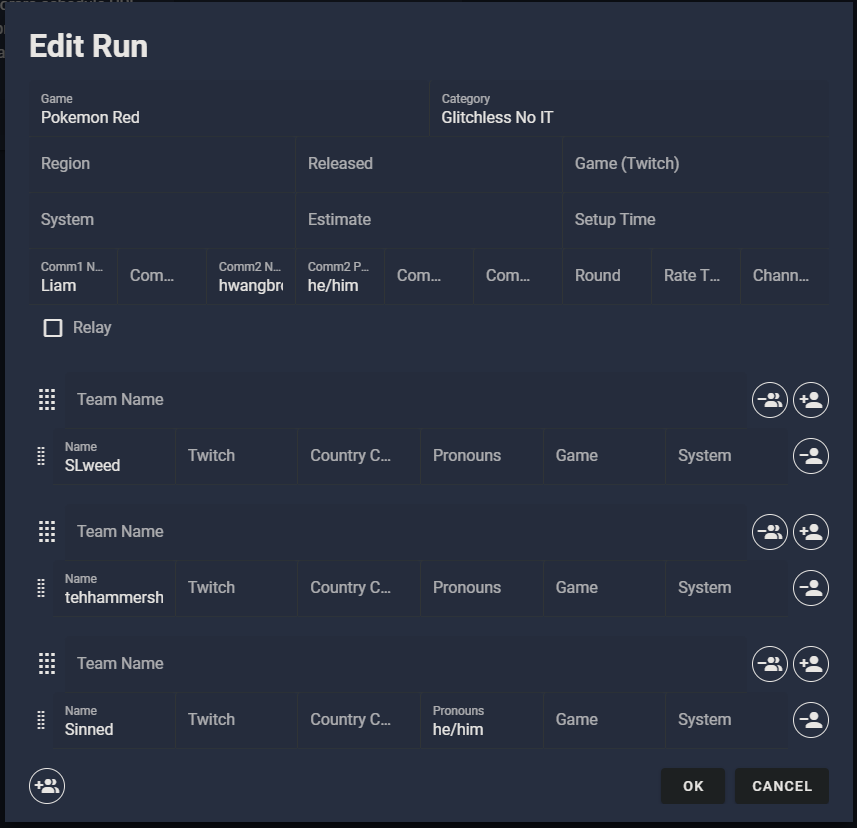 Edit Run
Game
Pokemon Red
Category
Glitchless No IT
Region
Released
Game (Twitch)
System
Estimate
Setup Time
Comm1 N...
Liam
Com...
Comm2 N...
hwangbr
Comm2 P...
he/him
Com...
Com...
Round
Rate T...
Chann...
Relay
Team Name
Name
SLweed
Twitch
Country C...
Pronouns
Game
System
Team Name
Name
tehhammersh
Twitch
Country C...
Pronouns
Game
System
Team Name
Name
Sinned
Twitch
Country C...
Pronouns
he/him
Game
System
OK
CANCEL